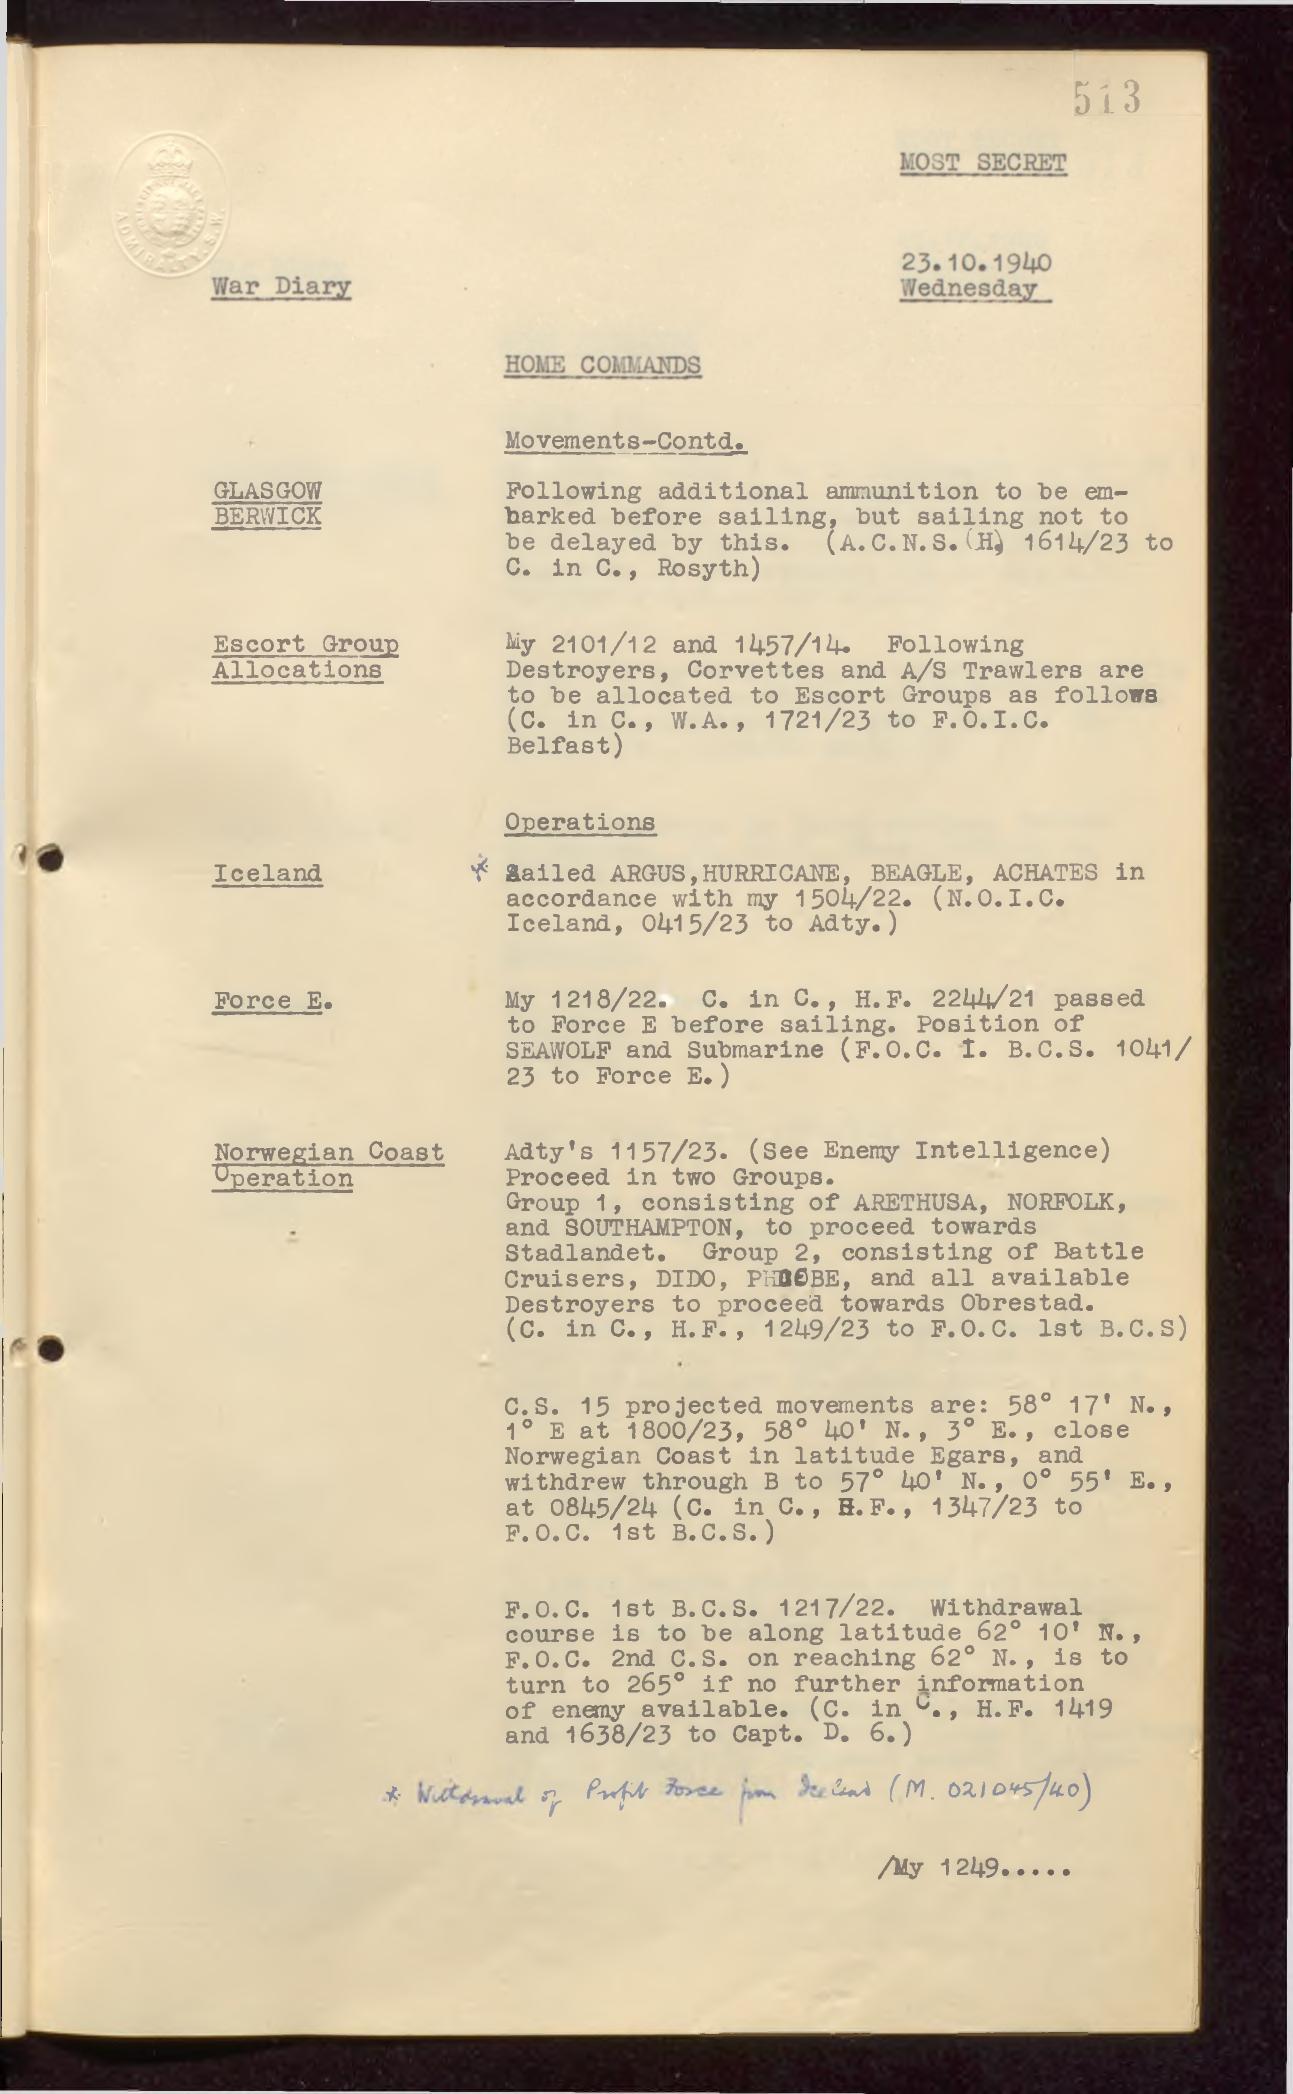 513
MOST SECRET
ADMIRALTY.S.W.
23.10.1940
War Diary
Wednesday
HOME COMMANDS
Movements-Contd.
GLASGOW
BERWICK
Following additional ammunition to be em-
barked before sailing, but sailing not to
be delayed by this. (A.C.N.S.(H) 1614/23 to
C. in C., Rosyth)
Escort Group
Allocations
My 2101/12 and 1457/14. Following
Destroyers, Corvettes and A/S Trawlers are
to be allocated to Escort Groups as follows
(C. in C., W.A., 1721/23 to F.O.I.C.
Belfast)
Operations
Iceland
* Sailed ARGUS,HURRICANE, BEAGLE, ACHATES in
accordance with my 1504/22. (N.O.I.C.
Iceland, 0415/23 to Adty.)
Force E.
My 1218/22. C. in C., H.F. 2244/21 passed
to Force E before sailing. Position of
SEAWOLF and Submarine (F.O.C. I. B.C.S. 1041/
23 to Force E.)
Norwegian Coast
Operation
Adty's 1157/23. (See Enemy Intelligence)
Proceed in two Groups.
Group 1, consisting of ARETHUSA, NORFOLK,
and SOUTHAMPTON, to proceed towards
Stadlandet. Group 2, consisting of Battle
Cruisers, DIDO, PHOEBE, and all available
Destroyers to proceed towards Obrestad.
(C. in C., H.F., 1249/23 to F.O.C. 1st B.C.S)
C.S. 15 projected movements are: 58° 17' N.,
1° E at 1800/23, 58° 40' N., 3° E., close
Norwegian Coast in latitude Egars, and
withdrew through B to 57° 40' N., 0° 55' E.,
at 0845/24 (C. in C., H.F., 1347/23 to
F.O.C. 1st B.C.S.)
F.O.C. 1st B.C.S. 1217/22. Withdrawal
course is to be along latitude 62° 10' N.,
F.O.C. 2nd C.S. on reaching 62° N., is to
turn to 265° if no further information
of enemy available. (C. in C., H.F. 1419
and 1638/23 to Capt. D. 6.)
* Withdrawal of Profit Force from Iceland (M. 021045/40)
/My 1249.....